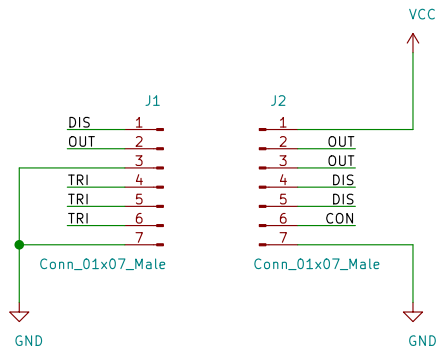 VCC
J1 J2
DIS 1 1
OUT 2 2 OUT
3 3 OUT
TRI 4 4 DIS
TRI 5 5 DIS
TRI 6 6 CON
7 7
Conn_01x07_Male Conn_01x07_Male
GND GND